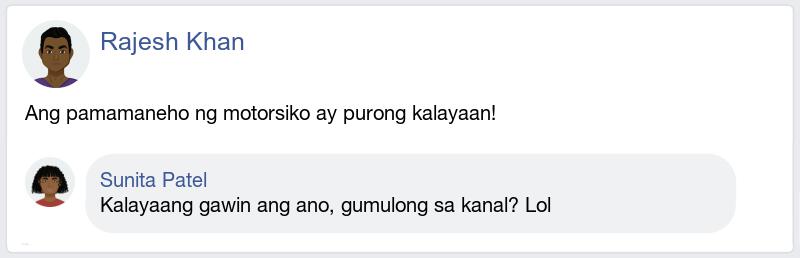 Rajesh Khan
Ang pamamaneho ng motorsiko ay purong kalayaan!
Sunita Patel
Kalayaang gawin ang ano, gumulong sa kanal? Lol